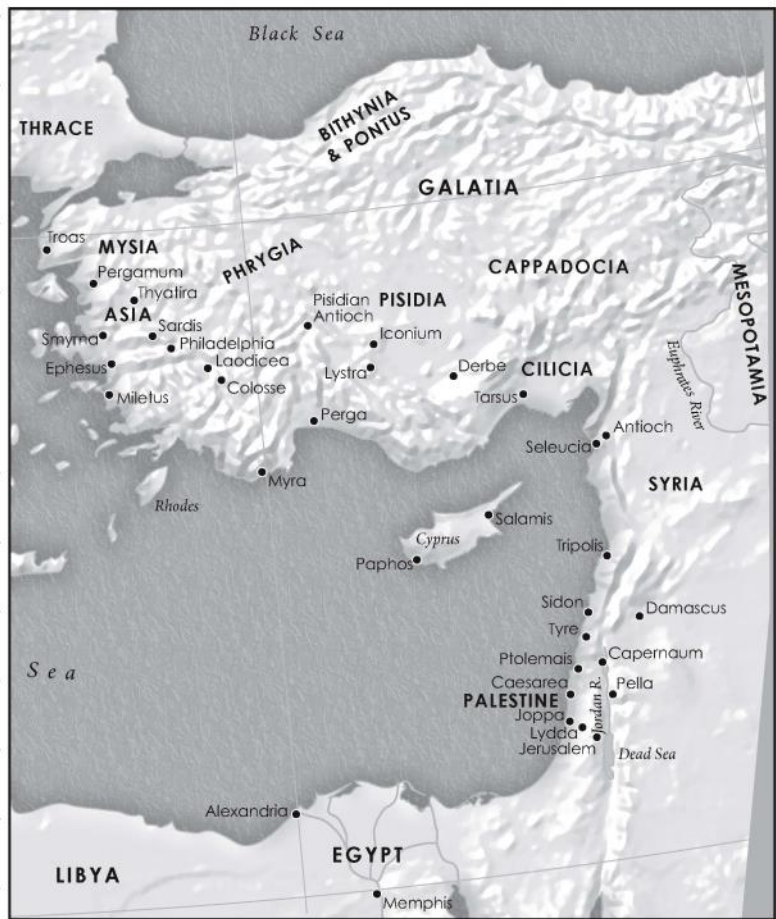 Black Sea
THRACE
BITHYNIA
& PONTUS
GALATIA
Troas
MYSIA
PHRYGIA
CAPPADOCIA
MESOPOTAMIA
Pergamum
Thyatira
ASIA
Pisidian
Antioch
PISIDIA
Smyrna
Sardis
Philadelphia
Iconium
Ephesus
Laodicea
Lystra
Derbe
CILICIA
Euphrates River
Colosse
Miletus
Tarsus
Perga
Antioch
Seleucia
Myra
SYRIA
Rhodes
Salamis
Cyprus
Paphos
Tripolis
Sidon
Damascus
Tyre
Sea
Ptolemais
Capernaum
Caesarea
Pella
PALESTINE
Jordan R.
Joppa
Lydda
Jerusalem
Dead Sea
Alexandria
EGYPT
LIBYA
Memphis